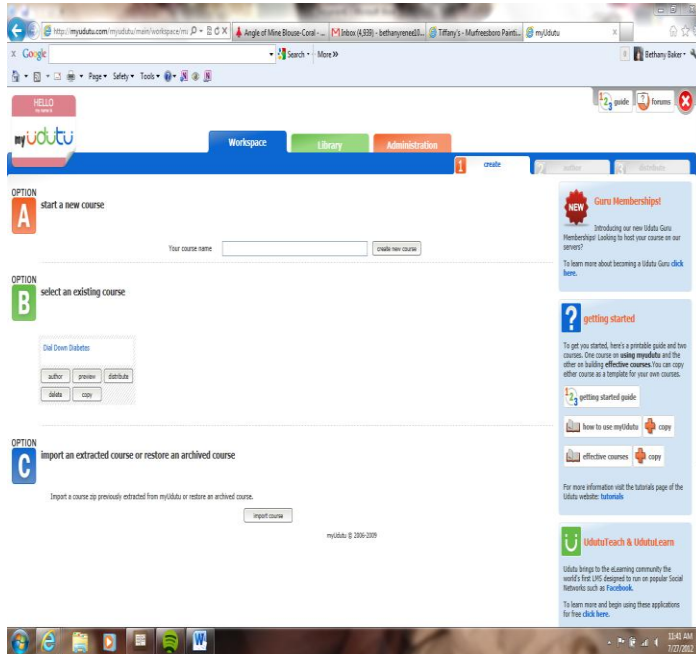 http://myudutu.com/myudutu/main/workspace/m
Angle of Mine Blouse-Coral - ...
Inbox (4,939) - bethanyrenee10...
Tiffany's - Murfreesboro Painti...
myUdutu
x Google
Search
More »
Bethany Baker
Page
Safety
Tools
HELLO
my udutu
123 guide
forums
Workspace
Library
Administration
1 create
2 author
3 distribute
OPTION
A
start a new course
Your course name
create new course
OPTION
B
select an existing course
Dial Down Diabetes
author preview distribute
delete copy
OPTION
C
import an extracted course or restore an archived course
Import a course zip previously extracted from myUdutu or restore an archived course.
import course
myUdutu © 2006-2009
NEW
Guru Memberships!
Introducing our new Udutu Guru
Memberships! Looking to host your course on our
servers?
To learn more about becoming a Udutu Guru click
here.
?
getting started
To get you started, here's a printable guide and two
courses. One course on using myudutu and the
other on building effective courses.You can copy
either course as a template for your own courses.
123 getting started guide
how to use myUdutu copy
effective courses copy
For more information visit the tutorials page of the
Udutu website: tutorials
UdutuTeach & UdutuLearn
Udutu brings to the eLearning community the
world's first LMS designed to run on popular Social
Networks such as Facebook.
To learn more and begin using these applications
for free click here.
11:41 AM
7/27/2012